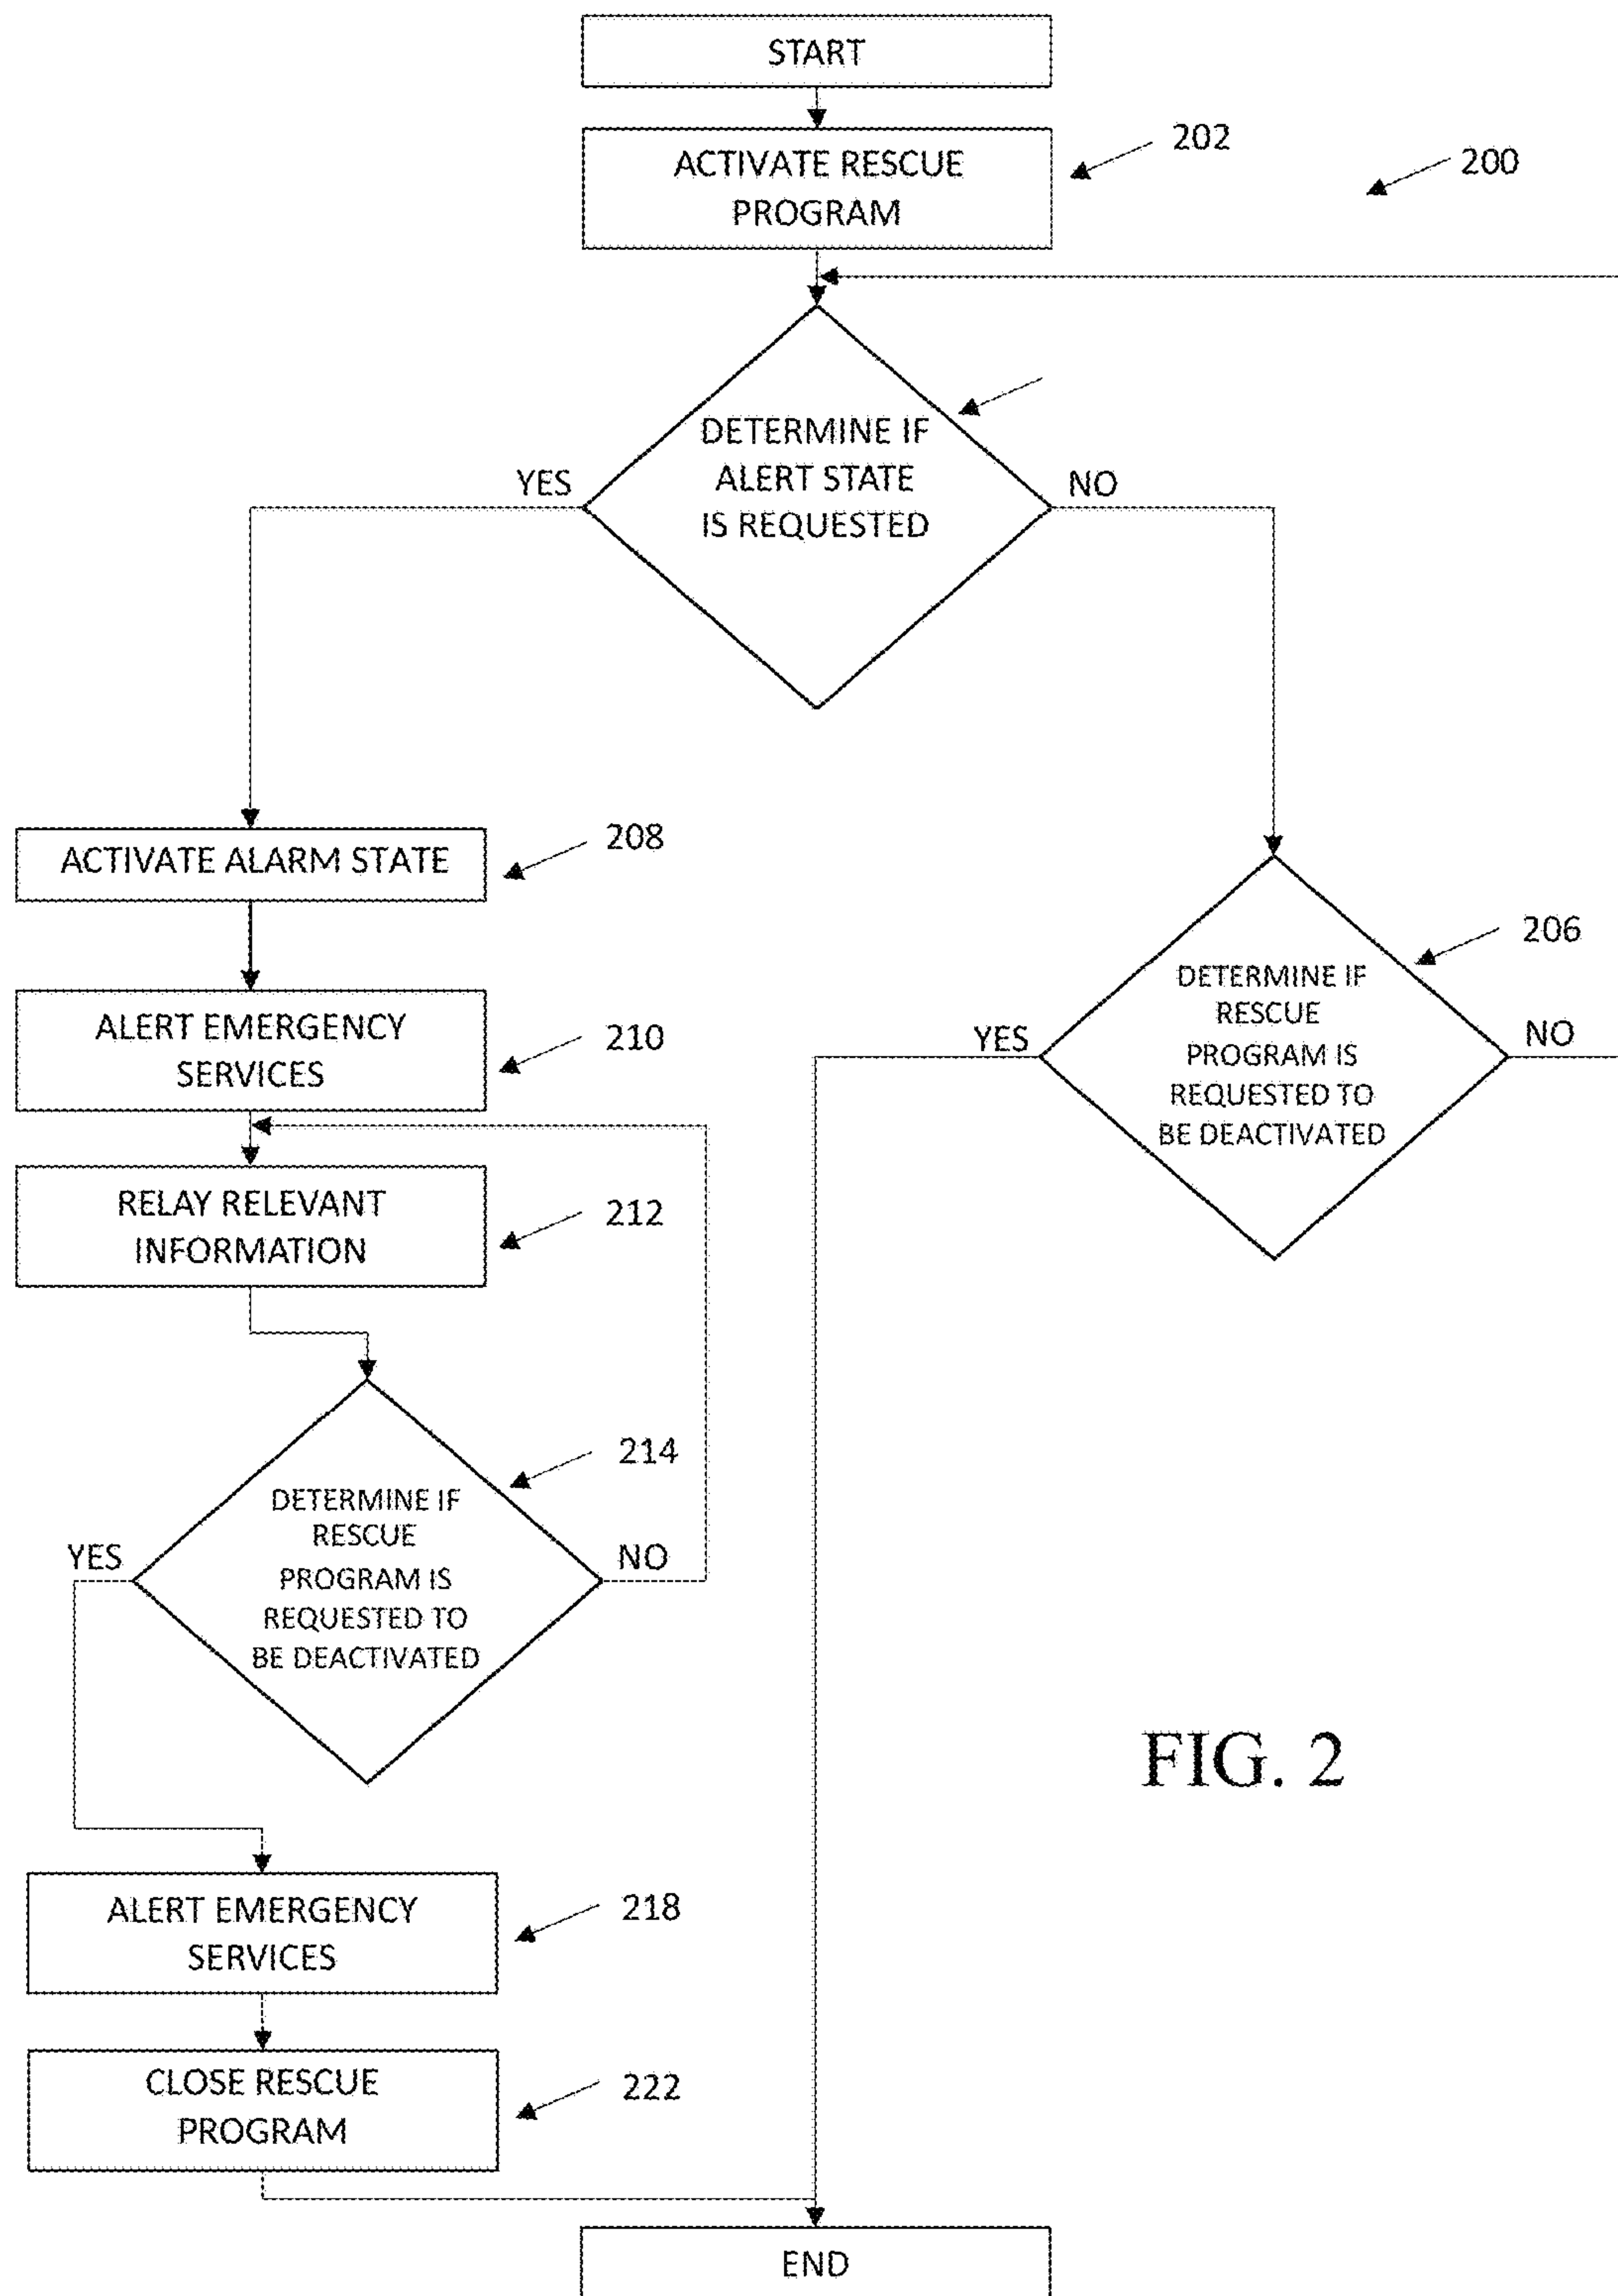 START
ACTIVATE RESCUE
PROGRAM
202
200
DETERMINE IF
ALERT STATE
IS REQUESTED
YES
NO
ACTIVATE ALARM STATE
208
206
DETERMINE IF
RESCUE
PROGRAM IS
REQUESTED TO
BE DEACTIVATED
YES
NO
ALERT EMERGENCY
SERVICES
210
RELAY RELEVANT
INFORMATION
212
214
DETERMINE IF
RESCUE
PROGRAM IS
REQUESTED TO
BE DEACTIVATED
YES
NO
FIG. 2
ALERT EMERGENCY
SERVICES
218
CLOSE RESCUE
PROGRAM
222
END